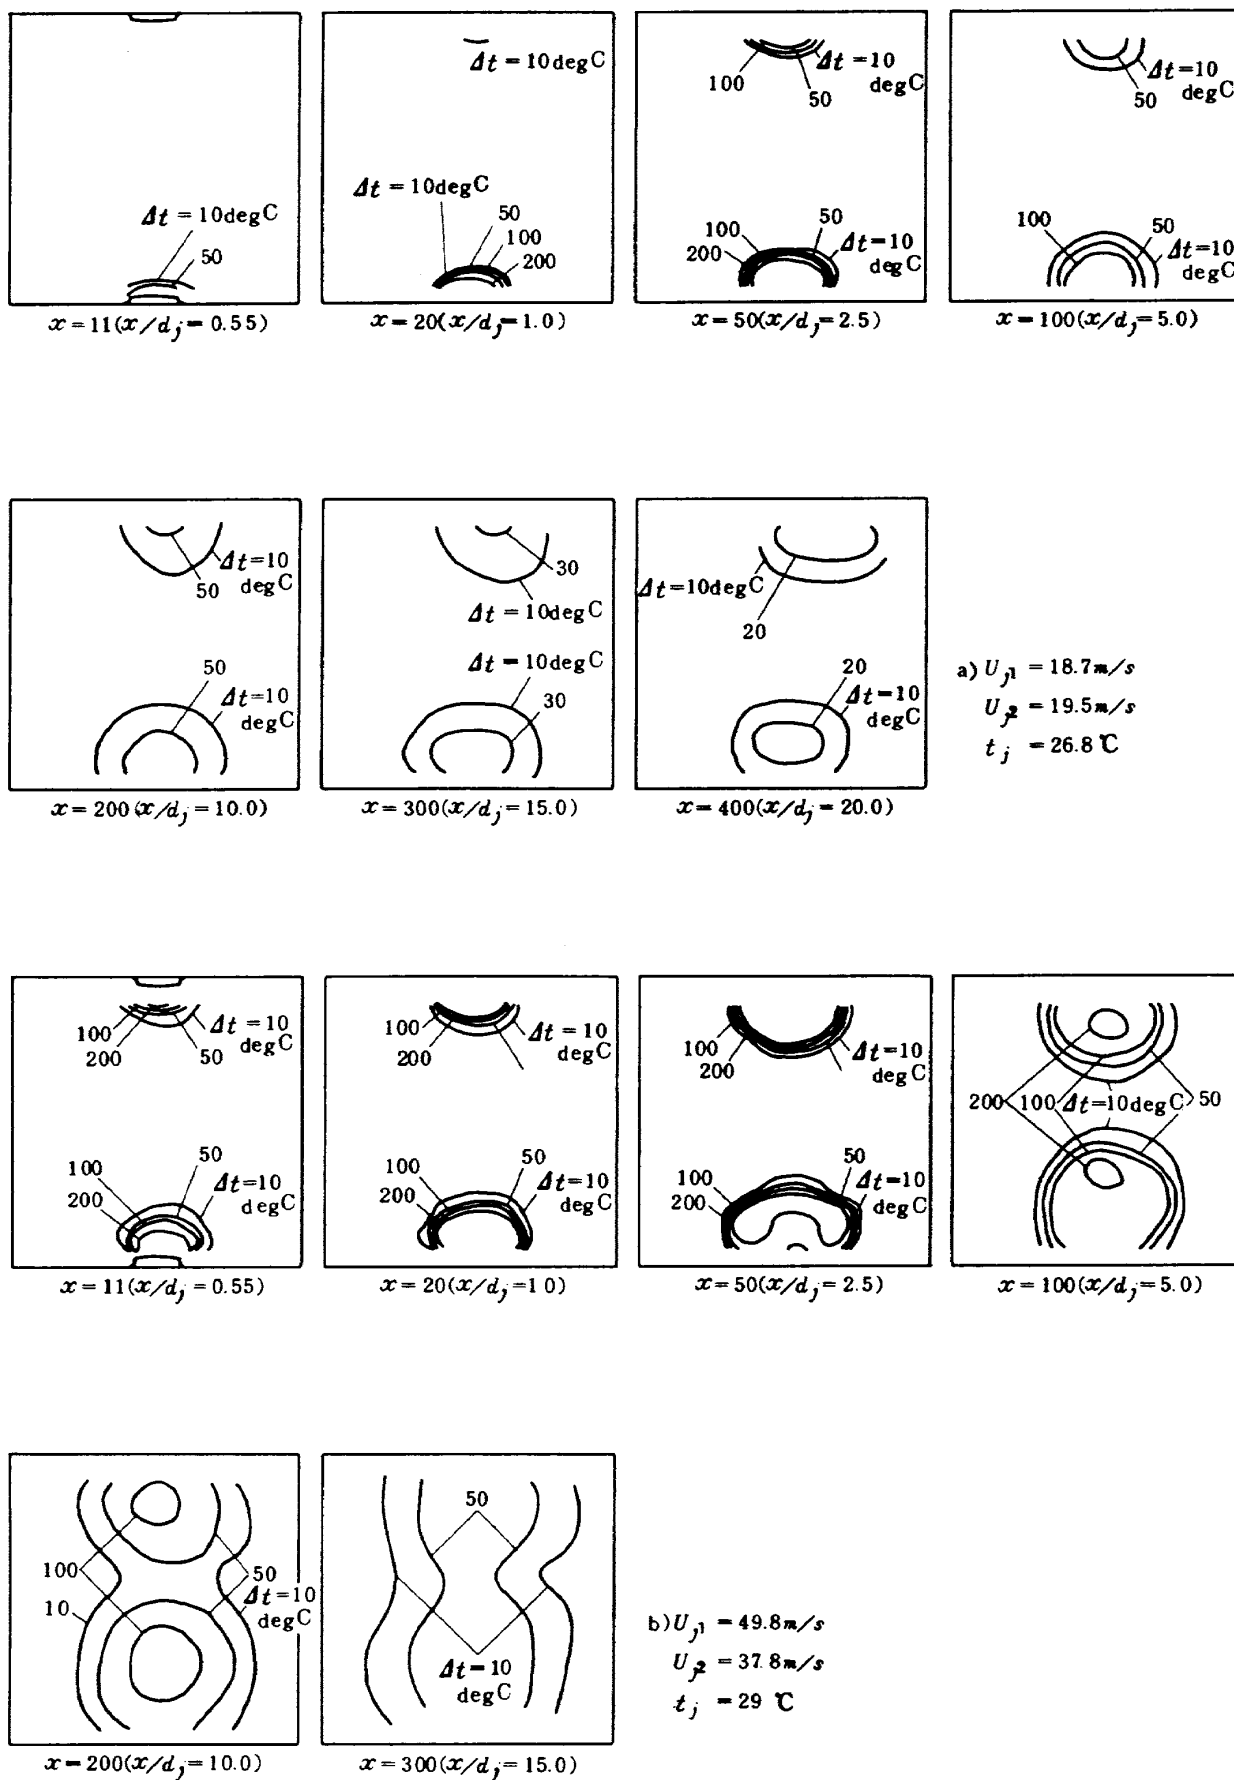 Δt = 10degC
50
x=11(x/dj=0.55)
Δt = 10degC
Δt = 10degC
50
100
200
x=20(x/dj=1.0)
Δt=10
degC
100
50
50
100
200
Δt=10
degC
x=50(x/dj=2.5)
Δt=10
degC
50
100
50
Δt=10
degC
x=100(x/dj=5.0)
Δt=10
degC
50
50
Δt=10
degC
x=200(x/dj=10.0)
30
Δt=10degC
Δt=10degC
30
x=300(x/dj=15.0)
Δt=10degC
20
20
Δt=10
degC
x=400(x/dj=20.0)
a) Uj1 = 18.7m/s
Uj2 = 19.5m/s
tj = 26.8℃
100
200
50
Δt=10
degC
50
100
200
Δt=10
degC
x=11(x/dj=0.55)
100
200
Δt=10
degC
100
50
200
Δt=10
degC
x=20(x/dj=1 0)
100
200
Δt=10
degC
100
50
200
Δt=10
degC
x=50(x/dj=2.5)
200 100 Δt=10degC 50
x=100(x/dj=5.0)
100
50
10
Δt=10
degC
x=200(x/dj=10.0)
50
Δt=10
degC
x=300(x/dj=15.0)
b) Uj1 = 49.8m/s
Uj2 = 37.8m/s
tj = 29 ℃